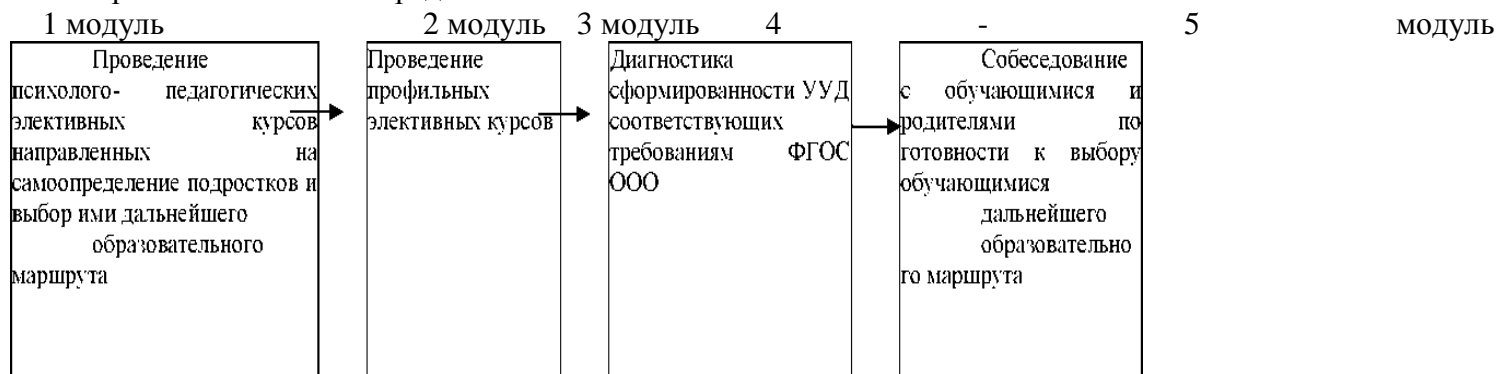 1 модуль 2 модуль 3 модуль 4 - 5 модуль
Проведение
психолого- педагогических
элективных курсов
направленных на
самоопределение подростков и
выбор ими дальнейшего
образовательного
маршрута
Проведение
профильных
элективных курсов
Диагностика
сформированности УУД
соответствующих
требованиям ФГОС
ООО
Собеседование
с обучающимися и
родителями по
готовности к выбору
обучающимися
дальнейшего
образовательно
го маршрута